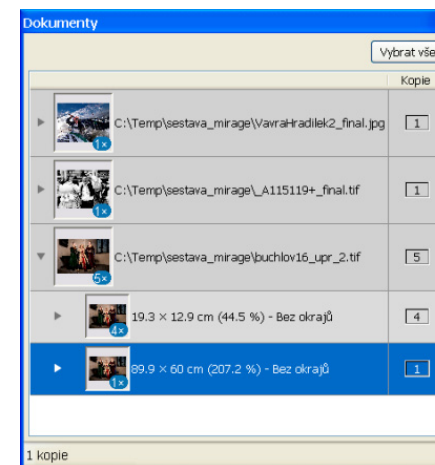 Dokumenty
Vybrat vše
Kopie
C:\Temp\sestava_mirage\VavraHradilek2_final.jpg 1
1×
C:\Temp\sestava_mirage\_A115119+_final.tif 1
1×
C:\Temp\sestava_mirage\buchlov16_upr_2.tif 5
5×
19.3 × 12.9 cm (44.5 %) - Bez okrajů 4
4×
89.9 × 60 cm (207.2 %) - Bez okrajů 1
1×
1 kopie